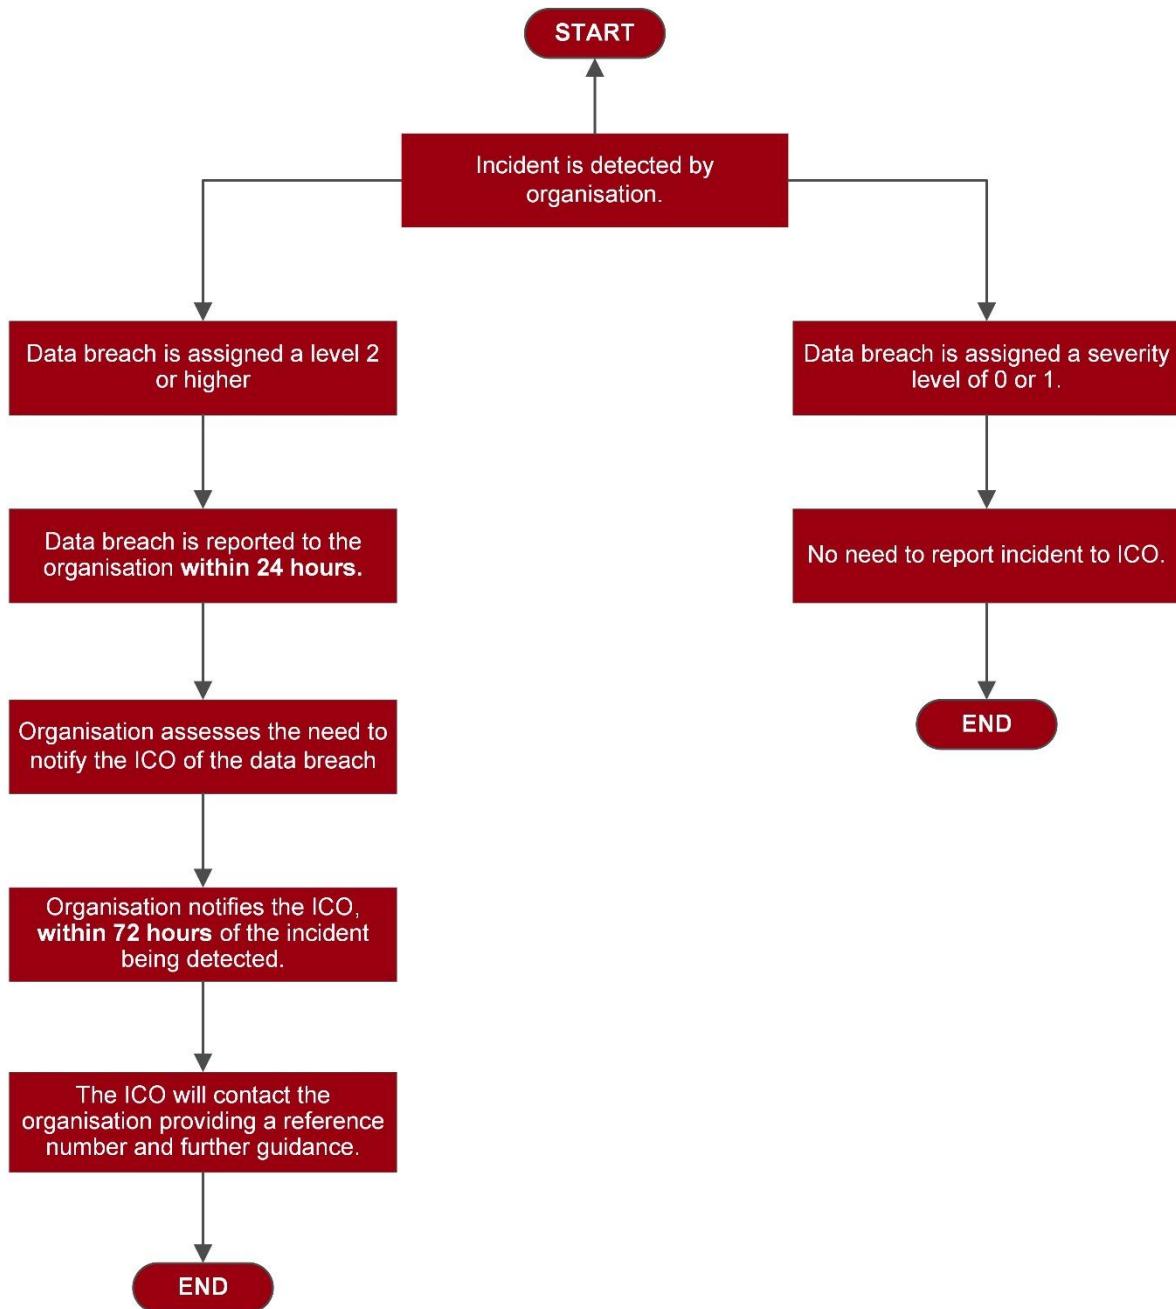 START
Incident is detected by
organisation.
Data breach is assigned a level 2
or higher
Data breach is assigned a severity
level of 0 or 1.
Data breach is reported to the
organisation within 24 hours.
No need to report incident to ICO.
Organisation assesses the need to
notify the ICO of the data breach
END
Organisation notifies the ICO,
within 72 hours of the incident
being detected.
The ICO will contact the
organisation providing a reference
number and further guidance.
END